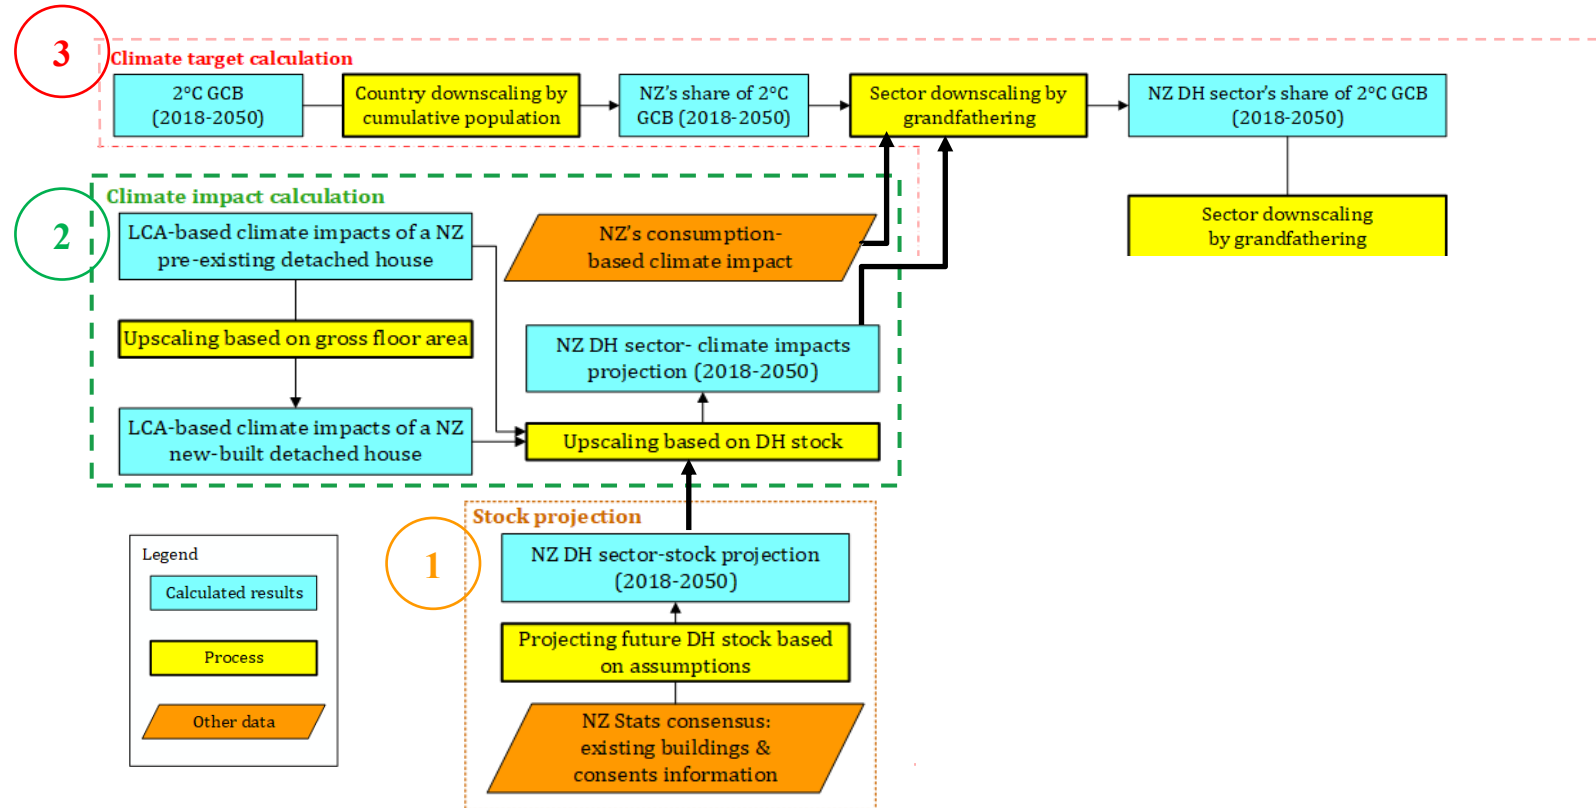 3
Climate target calculation
2°C GCB
(2018-2050)
Country downscaling by
cumulative population
NZ's share of 2°C
GCB (2018-2050)
Sector downscaling by
grandfathering
NZ DH sector's share of 2°C GCB
(2018-2050)
Sector downscaling
by grandfathering
2
Climate impact calculation
LCA-based climate impacts of a NZ
pre-existing detached house
NZ's consumption-
based climate impact
Upscaling based on gross floor area
NZ DH sector- climate impacts
projection (2018-2050)
LCA-based climate impacts of a NZ
new-built detached house
Upscaling based on DH stock
1
Stock projection
NZ DH sector-stock projection
(2018-2050)
Projecting future DH stock based
on assumptions
NZ Stats consensus:
existing buildings &
consents information
Legend
Calculated results
Process
Other data